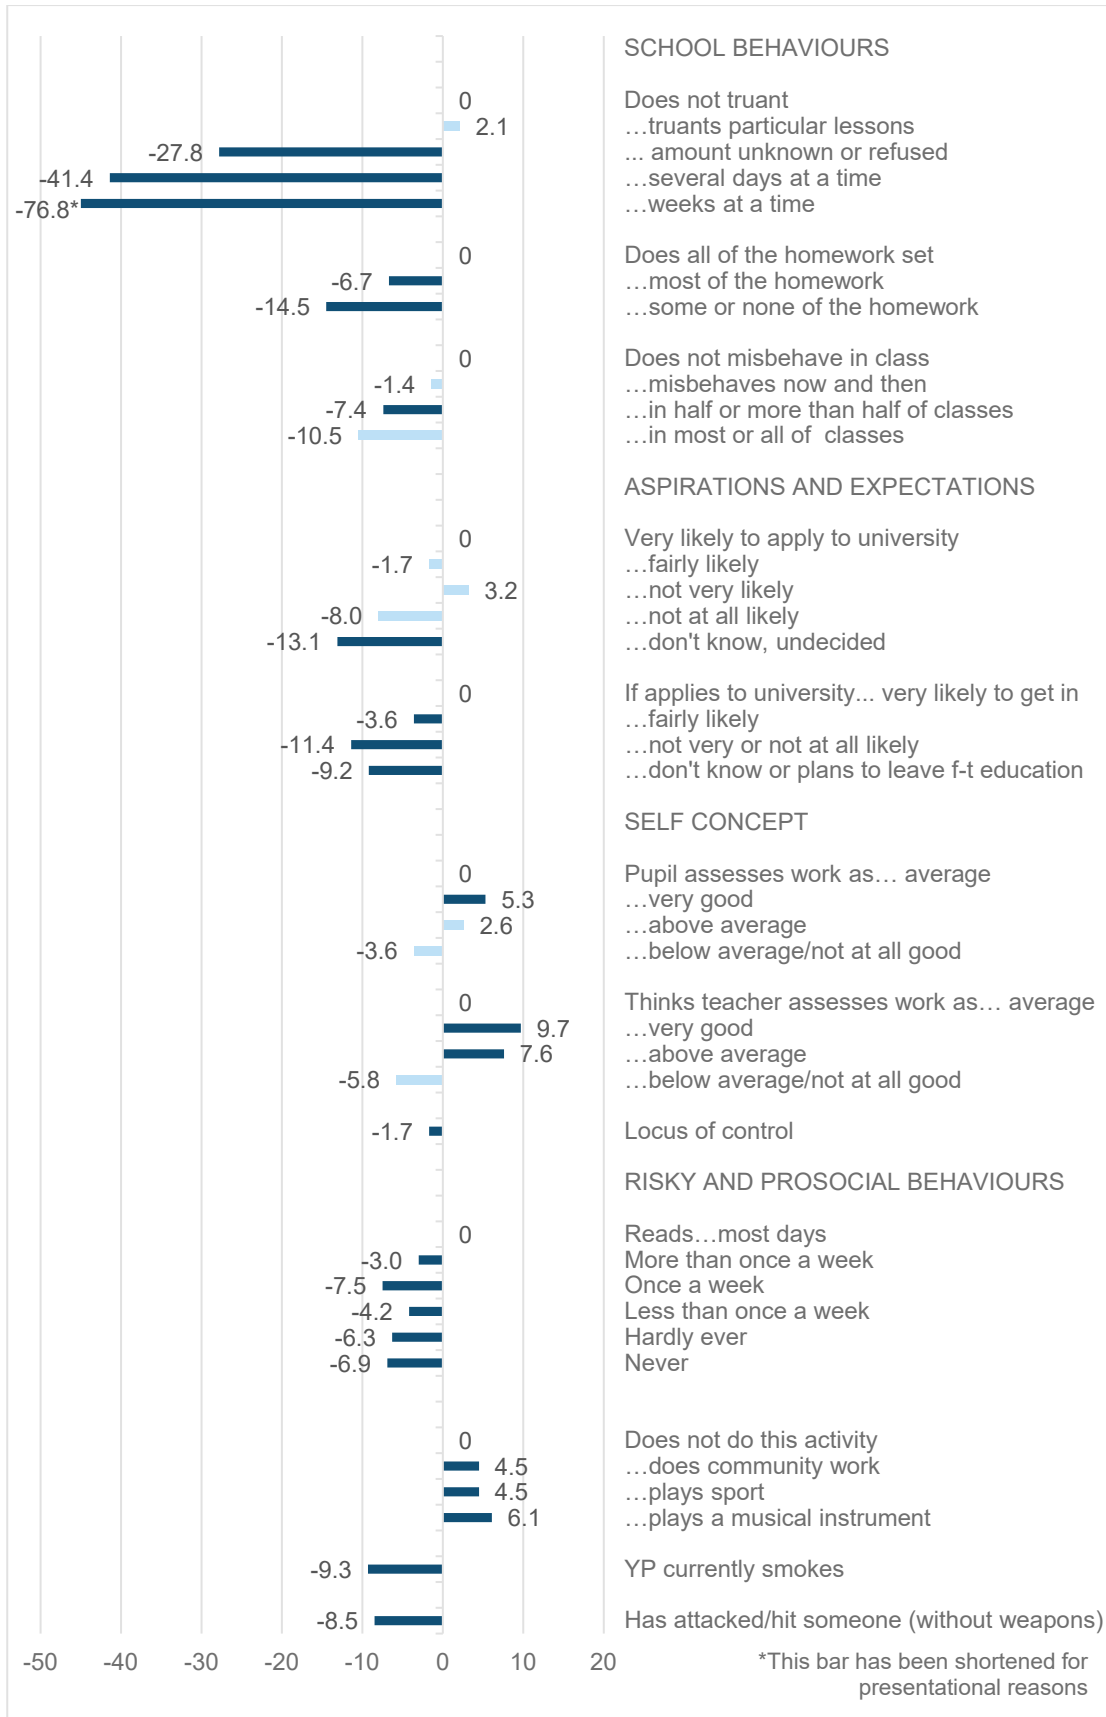 SCHOOL BEHAVIOURS
0 Does not truant
2.1 …truants particular lessons
-27.8 ... amount unknown or refused
-41.4 …several days at a time
-76.8* …weeks at a time
0 Does all of the homework set
-6.7 …most of the homework
-14.5 …some or none of the homework
0 Does not misbehave in class
-1.4 …misbehaves now and then
-7.4 …in half or more than half of classes
-10.5 …in most or all of  classes
ASPIRATIONS AND EXPECTATIONS
0 Very likely to apply to university
-1.7 …fairly likely
3.2 …not very likely
-8.0 …not at all likely
-13.1 …don't know, undecided
0 If applies to university... very likely to get in
-3.6 …fairly likely
-11.4 …not very or not at all likely
-9.2 …don't know or plans to leave f-t education
SELF CONCEPT
0 Pupil assesses work as… average
5.3 …very good
2.6 …above average
-3.6 …below average/not at all good
0 Thinks teacher assesses work as… average
9.7 …very good
7.6 …above average
-5.8 …below average/not at all good
-1.7 Locus of control
RISKY AND PROSOCIAL BEHAVIOURS
0 Reads…most days
-3.0 More than once a week
-7.5 Once a week
-4.2 Less than once a week
-6.3 Hardly ever
-6.9 Never
0 Does not do this activity
4.5 …does community work
4.5 …plays sport
6.1 …plays a musical instrument
-9.3 YP currently smokes
-8.5 Has attacked/hit someone (without weapons)
-50 -40 -30 -20 -10 0 10 20 *This bar has been shortened for
presentational reasons